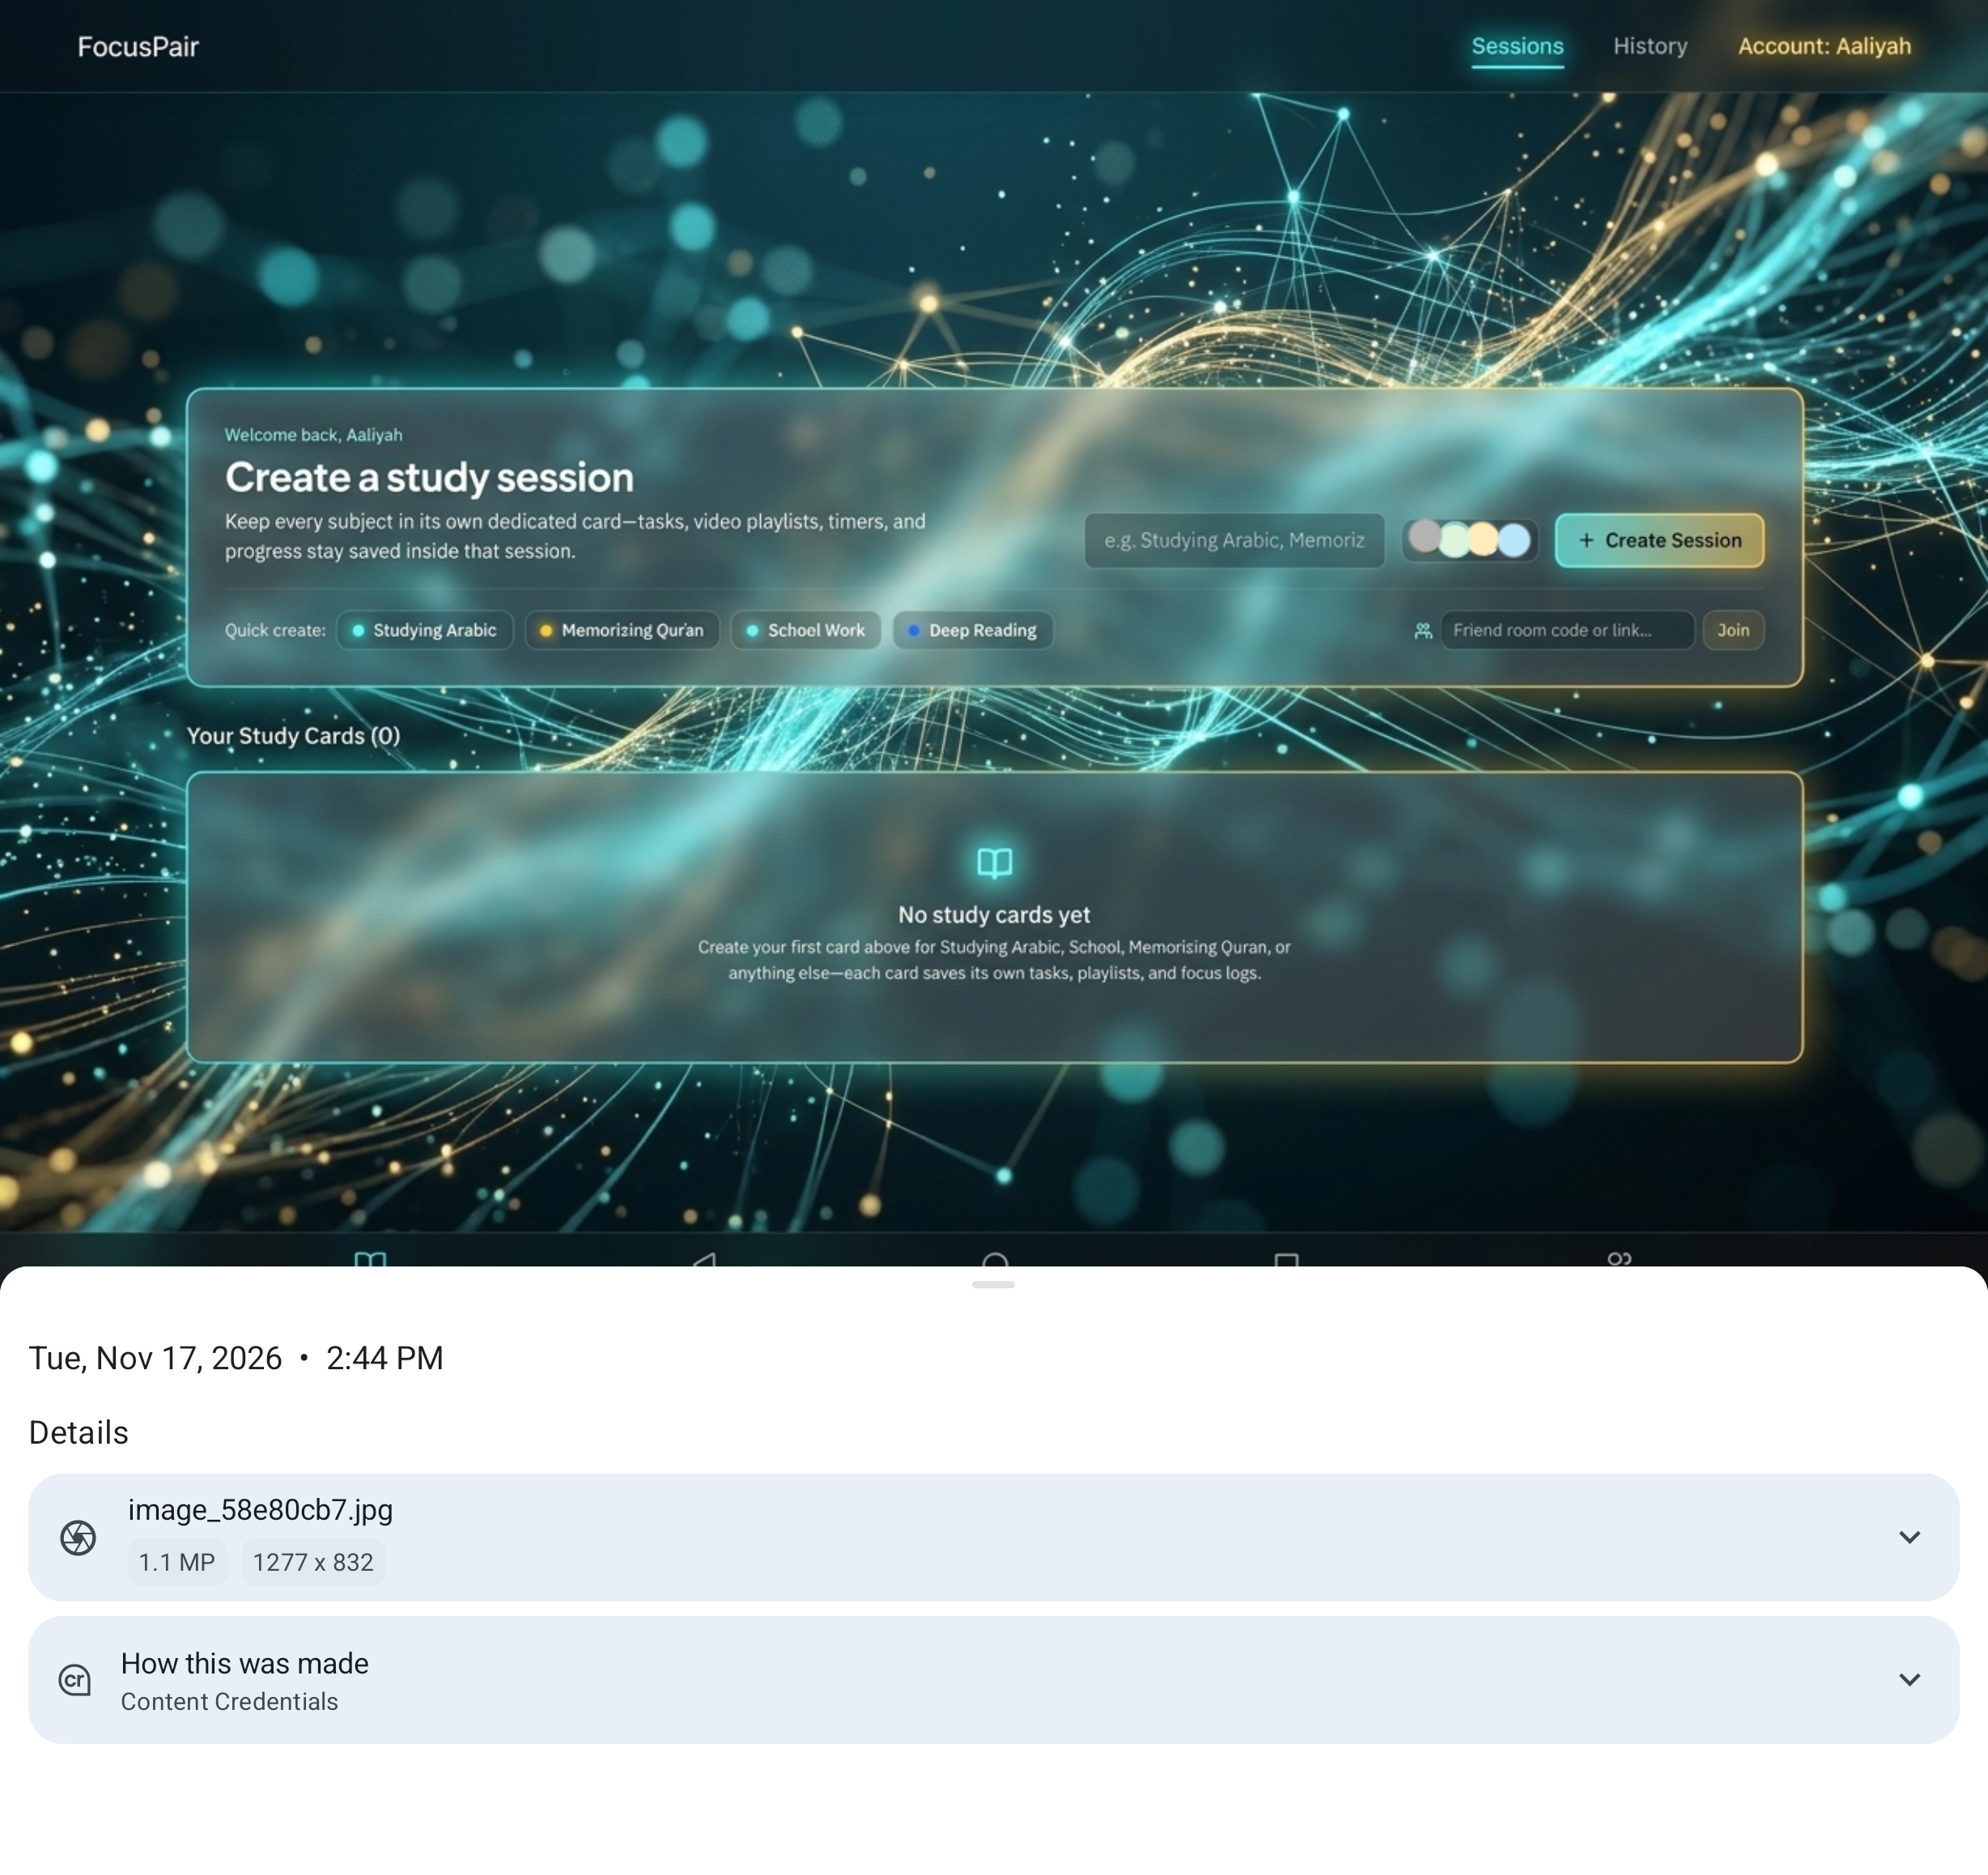 FocusPair
Sessions
History
Account: Aaliyah
Welcome back, Aaliyah
Create a study session
Keep every subject in its own dedicated card—tasks, video playlists, timers, and
progress stay saved inside that session.
e.g. Studying Arabic, Memoriz
+ Create Session
Quick create:
Studying Arabic
Memorizing Qur'an
School Work
Deep Reading
Friend room code or link...
Join
Your Study Cards (0)
No study cards yet
Create your first card above for Studying Arabic, School, Memorising Quran, or
anything else—each card saves its own tasks, playlists, and focus logs.
Tue, Nov 17, 2026 • 2:44 PM
Details
image_58e80cb7.jpg
1.1 MP
1277 x 832
cr
How this was made
Content Credentials